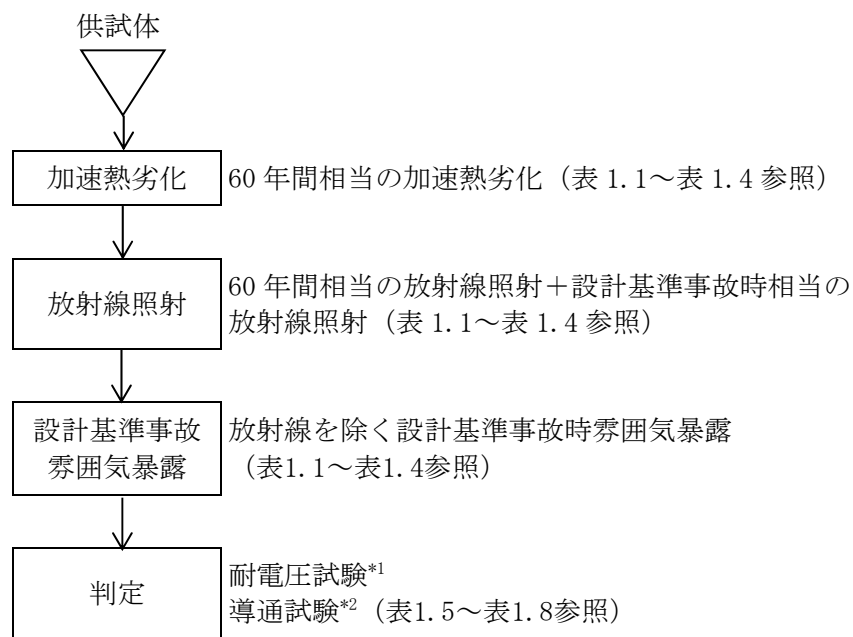 供試体
加速熱劣化
60 年間相当の加速熱劣化（表 1.1～表 1.4 参照）
放射線照射
60 年間相当の放射線照射＋設計基準事故時相当の
放射線照射（表 1.1～表 1.4 参照）
設計基準事故
雰囲気暴露
放射線を除く設計基準事故時雰囲気暴露
（表1.1～表1.4参照）
判定
耐電圧試験*1
導通試験*2（表1.5～表1.8参照）